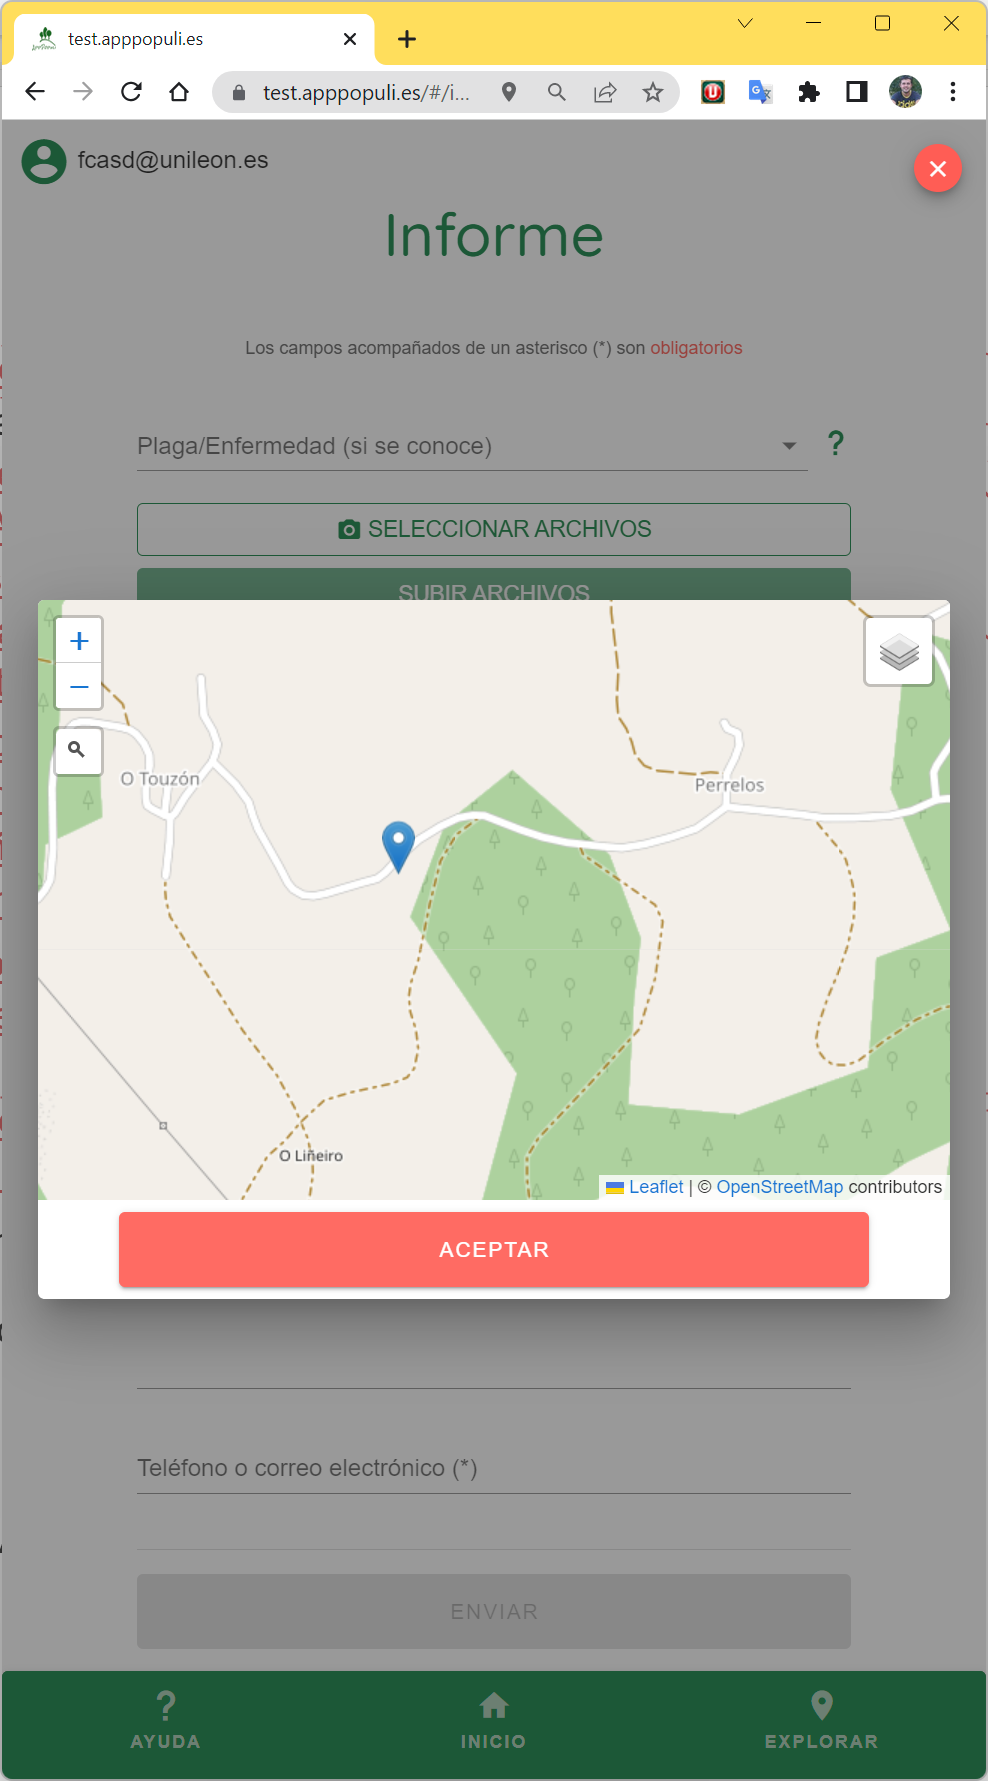 test.apppopuli.es
test.apppopuli.es/#/i...
fcasd@unileon.es
Informe
Los campos acompañados de un asterisco (*) son obligatorios
Plaga/Enfermedad (si se conoce)
?
SELECCIONAR ARCHIVOS
SUBIR ARCHIVOS
+
−
O Touzón
Perrelos
O Liñeiro
Leaflet | © OpenStreetMap contributors
ACEPTAR
Teléfono o correo electrónico (*)
ENVIAR
?
AYUDA
INICIO
EXPLORAR